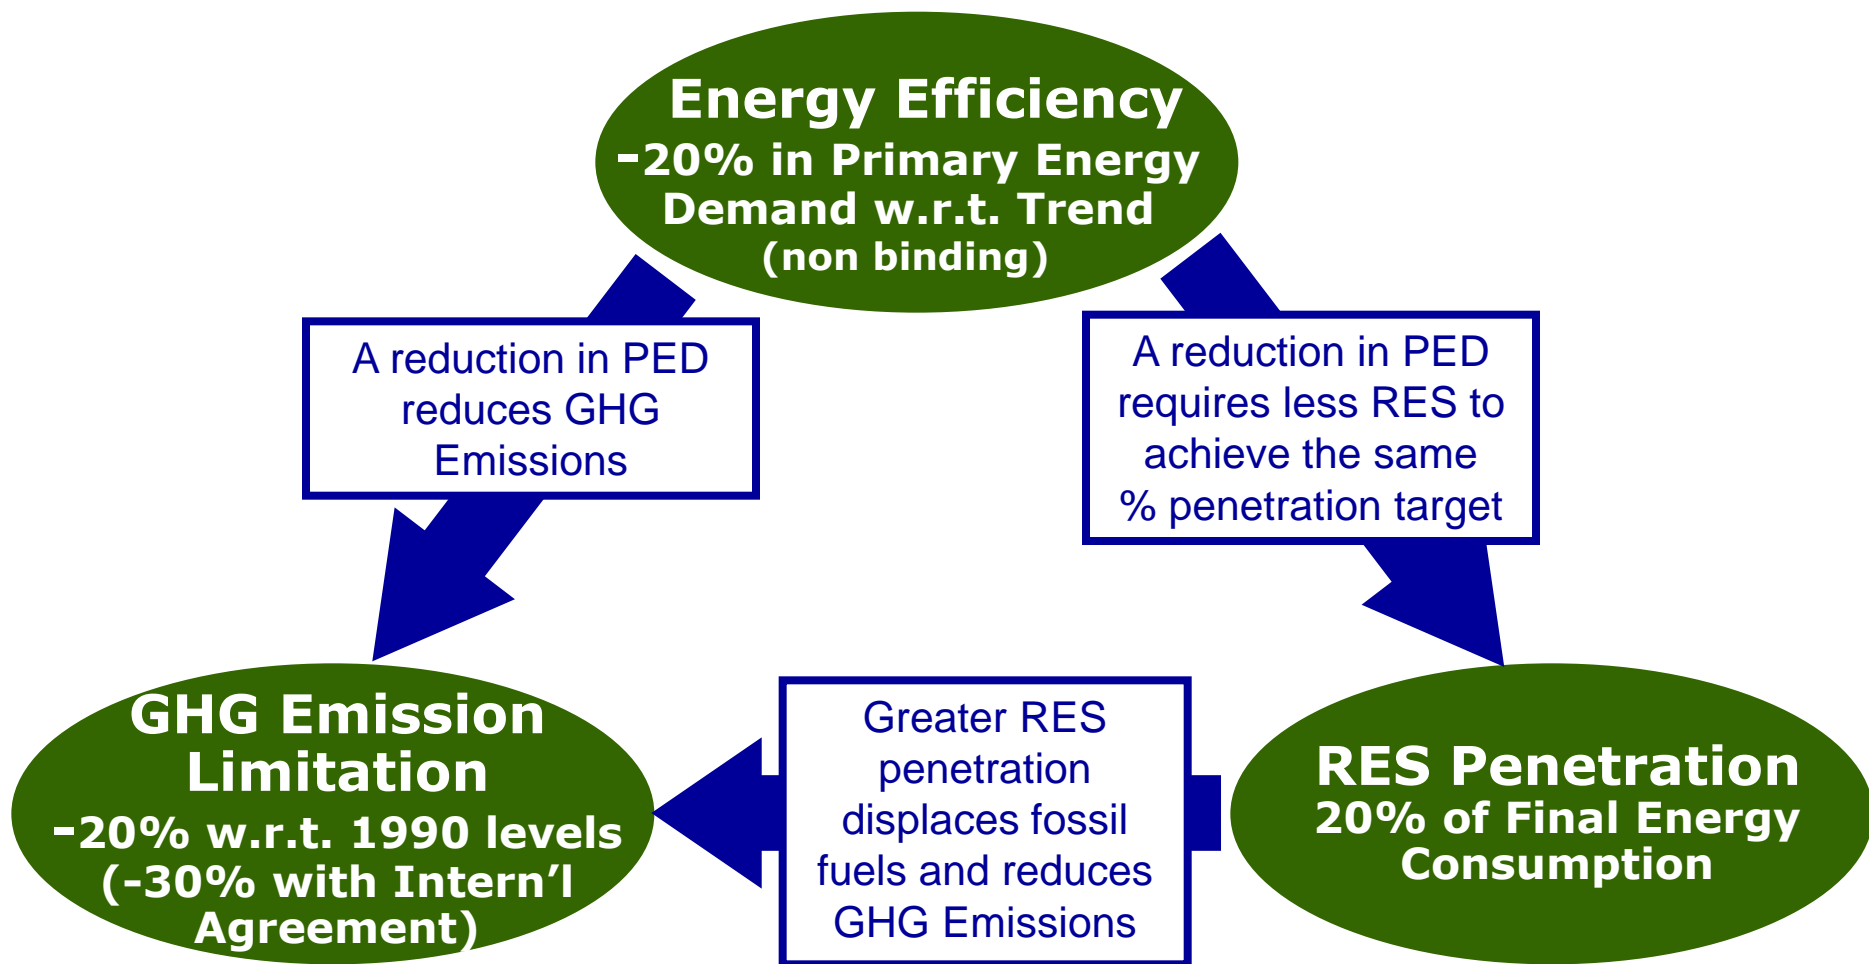 Energy Efficiency
-20% in Primary Energy
Demand w.r.t. Trend
(non binding)
A reduction in PED
reduces GHG
Emissions
A reduction in PED
requires less RES to
achieve the same
% penetration target
GHG Emission
Limitation
-20% w.r.t. 1990 levels
(-30% with Intern’l
Agreement)
Greater RES
penetration
displaces fossil
fuels and reduces
GHG Emissions
RES Penetration
20% of Final Energy
Consumption